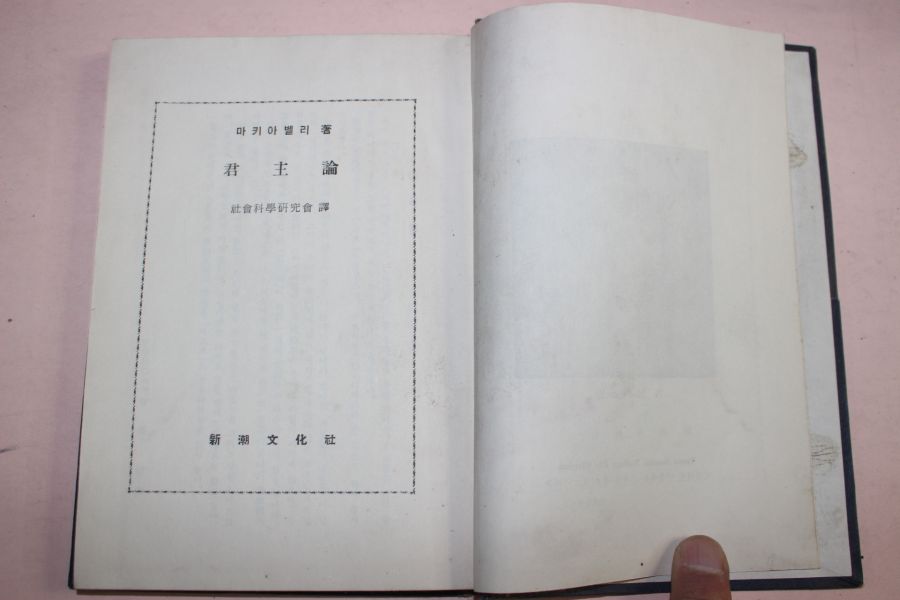 마키아벨리 著
君主論
社會科學硏究會 譯
新潮文化社